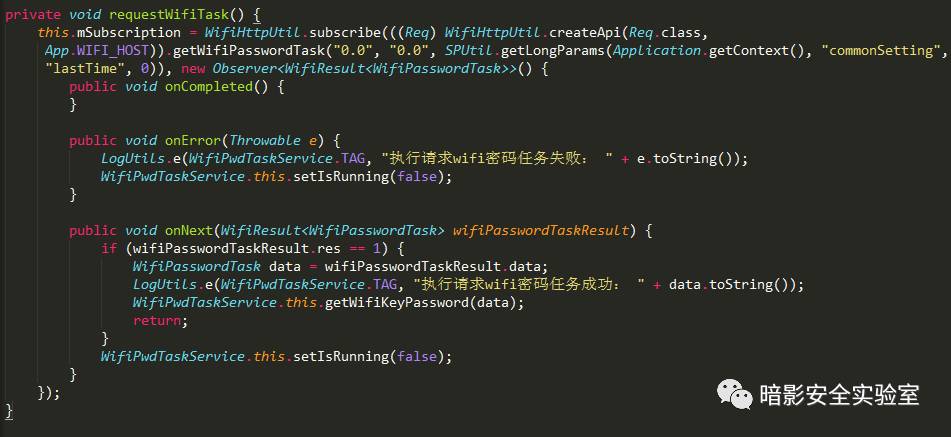 private void requestWifiTask() {
this.mSubscription = WifiHttpUtil.subscribe(((Req) WifiHttpUtil.createApi(Req.class,
App.WIFI_HOST)).getWifiPasswordTask("0.0", "0.0", SPUtil.getLongParams(Application.getContext(), "commonSetting",
"lastTime", 0)), new Observer<WifiResult<WifiPasswordTask>>() {
public void onCompleted() {
}
public void onError(Throwable e) {
LogUtils.e(WifiPwdTaskService.TAG, "执行请求wifi密码任务失败： " + e.toString());
WifiPwdTaskService.this.setIsRunning(false);
}
public void onNext(WifiResult<WifiPasswordTask> wifiPasswordTaskResult) {
if (wifiPasswordTaskResult.res == 1) {
WifiPasswordTask data = wifiPasswordTaskResult.data;
LogUtils.e(WifiPwdTaskService.TAG, "执行请求wifi密码任务成功： " + data.toString());
WifiPwdTaskService.this.getWifiKeyPassword(data);
return;
}
WifiPwdTaskService.this.setIsRunning(false);
}
});
}
暗影安全实验室